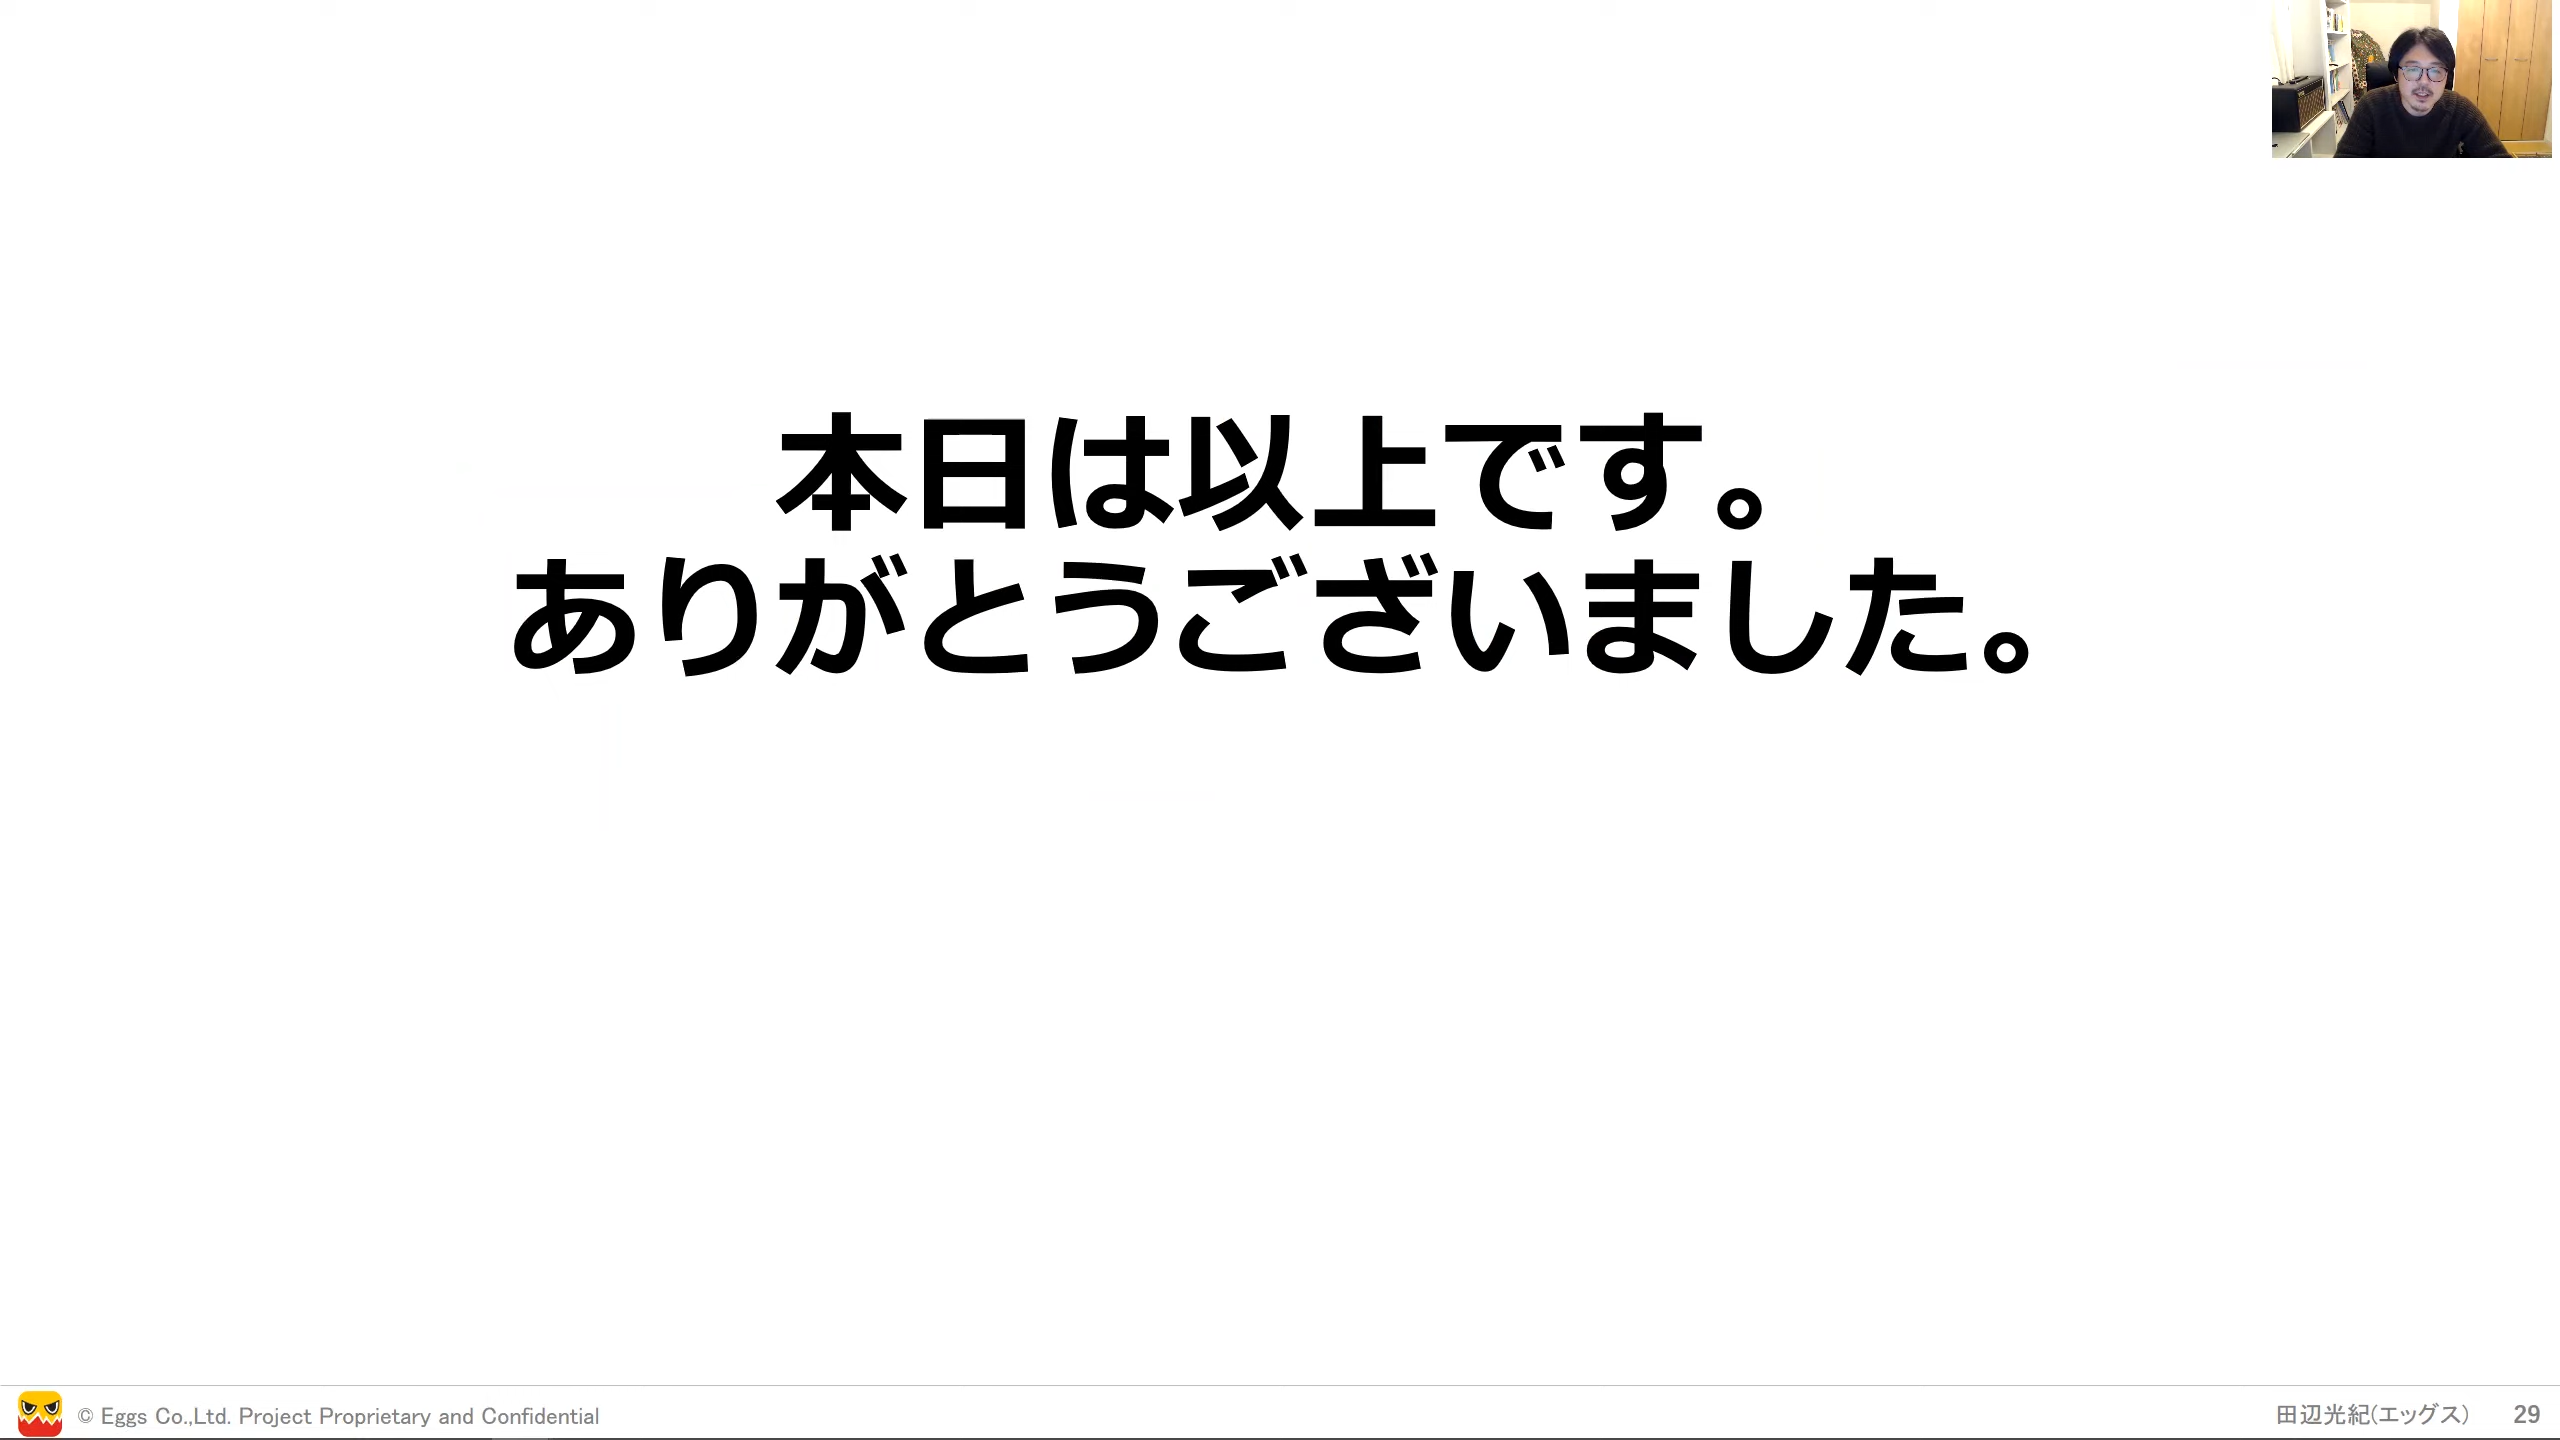 本日は以上です。
ありがとうございました。
© Eggs Co.,Ltd. Project Proprietary and Confidential
田辺光紀(エッグス)
29